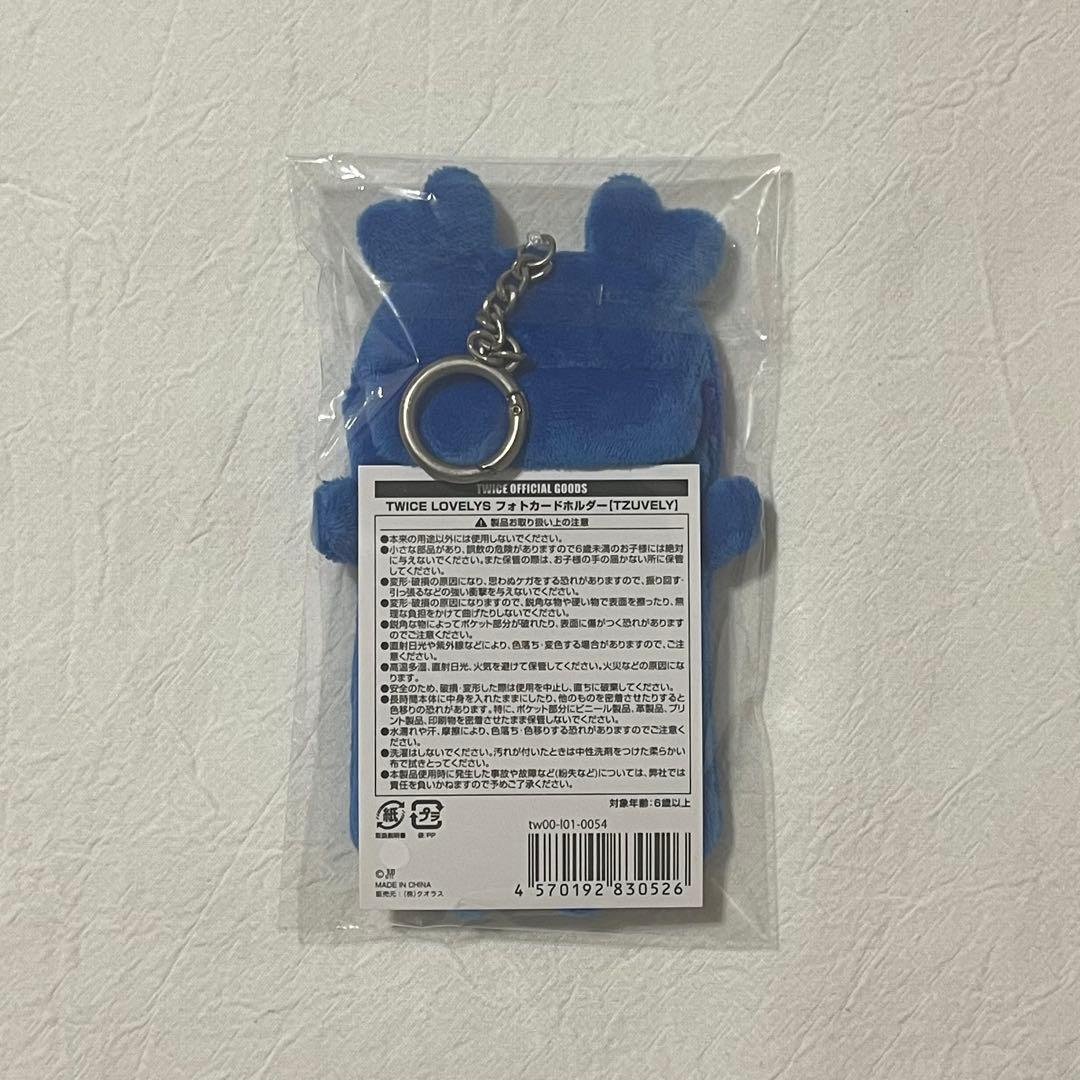 TWICE OFFICIAL GOODS
TWICE LOVELYS フォトカードホルダー[TZUVELY]
⚠ 製品お取り扱い上の注意
●本来の用途以外には使用しないでください。
●小さな部品があり、誤飲の危険がありますので6歳未満のお子様には絶対
に与えないでください。また保管の際は、お子様の手の届かない所に保管
してください。
●変形・破損の原因になり、思わぬケガをする恐れがありますので、振り回す・
引っ張るなどの強い衝撃を与えないでください。
●変形・破損の原因になりますので、鋭角な物や硬い物で表面を擦ったり、無
理な負担をかけて曲げたりしないでください。
●鋭角な物によってポケット部分が破れたり、表面に傷がつく恐れがあります
のでご注意ください。
●直射日光や紫外線などにより、色落ち・変色する場合がありますので、ご注
意ください。
●高温多湿、直射日光、火気を避けて保管してください。火災などの原因にな
ります。
●安全のため、破損・変形した際は使用を中止し、直ちに破棄してください。
●長時間本体に中身を入れたままにしたり、他のものを密着させたりすると
色移りの恐れがあります。特に、ポケット部分にビニール製品、革製品、プリ
ント製品、印刷物を密着させたまま保管しないでください。
●水濡れや汗、摩擦により、色落ち・色移りする恐れがありますのでご注意く
ださい。
●洗濯はしないでください。汚れが付いたときは中性洗剤をつけた柔らかい
布で拭きとってください。
●本製品使用時に発生した事故や故障など(紛失など)については、弊社では
責任を負いかねますので予めご了承ください。
対象年齢：6歳以上
紙 プラ
取扱説明書 袋 PP
tw00-l01-0054
©
MADE IN CHINA
販売元：(株)クオラス
4 570192 830526